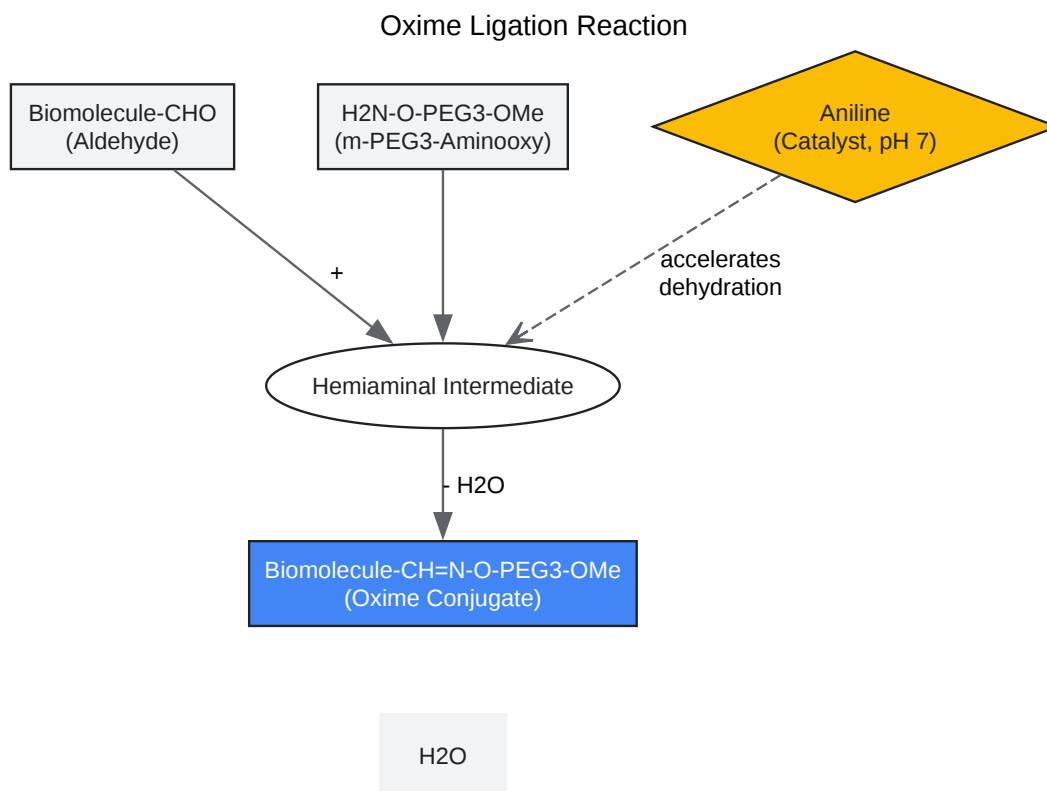 Oxime Ligation Reaction
Biomolecule-CHO
(Aldehyde)
H2N-O-PEG3-OMe
(m-PEG3-Aminooxy)
Aniline
(Catalyst, pH 7)
+
accelerates
dehydration
Hemiaminal Intermediate
- H2O
Biomolecule-CH=N-O-PEG3-OMe
(Oxime Conjugate)
H2O